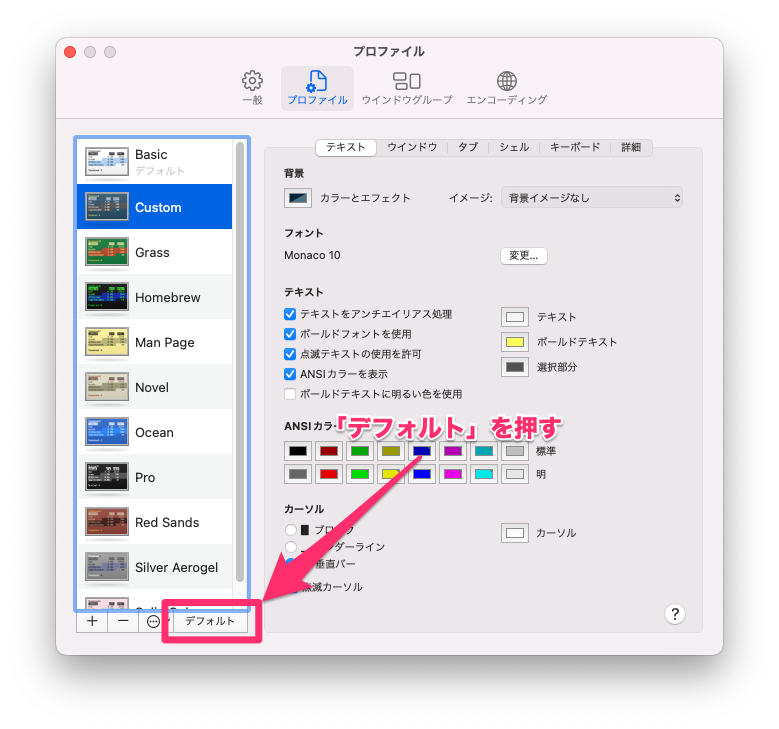 プロファイル
一般
プロファイル
ウインドウグループ
エンコーディング
Basic
デフォルト
Custom
Grass
Homebrew
Man Page
Novel
Ocean
Pro
Red Sands
Silver Aerogel
デフォルト
テキスト ウインドウ タブ シェル キーボード 詳細
背景
カラーとエフェクト
イメージ: 背景イメージなし
フォント
Monaco 10
変更...
テキスト
テキストをアンチエイリアス処理
ボールドフォントを使用
点滅テキストの使用を許可
ANSIカラーを表示
ボールドテキストに明るい色を使用
テキスト
ボールドテキスト
選択部分
「デフォルト」を押す
ANSIカラー
標準
明
カーソル
ブロック
アンダーライン
垂直バー
点滅カーソル
カーソル
?